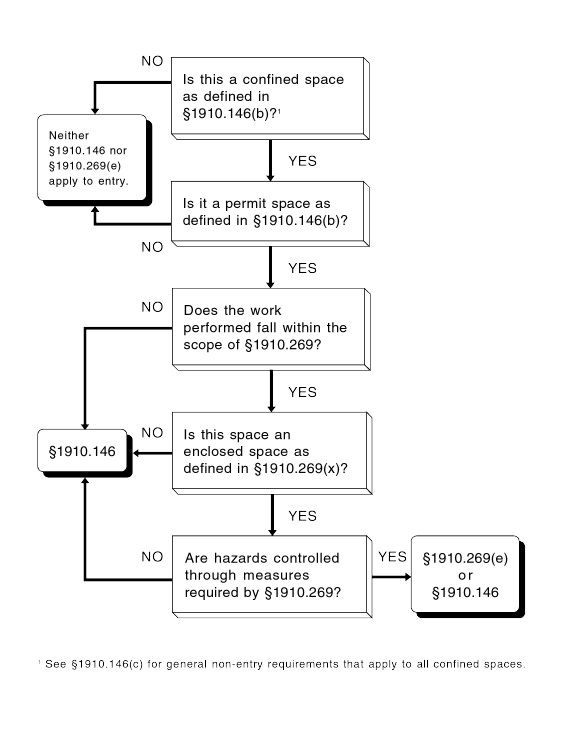 NO
Is this a confined space
as defined in
§1910.146(b)?¹
Neither
§1910.146 nor
§1910.269(e)
apply to entry.
YES
Is it a permit space as
defined in §1910.146(b)?
NO
YES
NO
Does the work
performed fall within the
scope of §1910.269?
YES
NO
Is this space an
enclosed space as
defined in §1910.269(x)?
§1910.146
YES
NO
Are hazards controlled
through measures
required by §1910.269?
YES
§1910.269(e)
or
§1910.146
¹ See §1910.146(c) for general non-entry requirements that apply to all confined spaces.